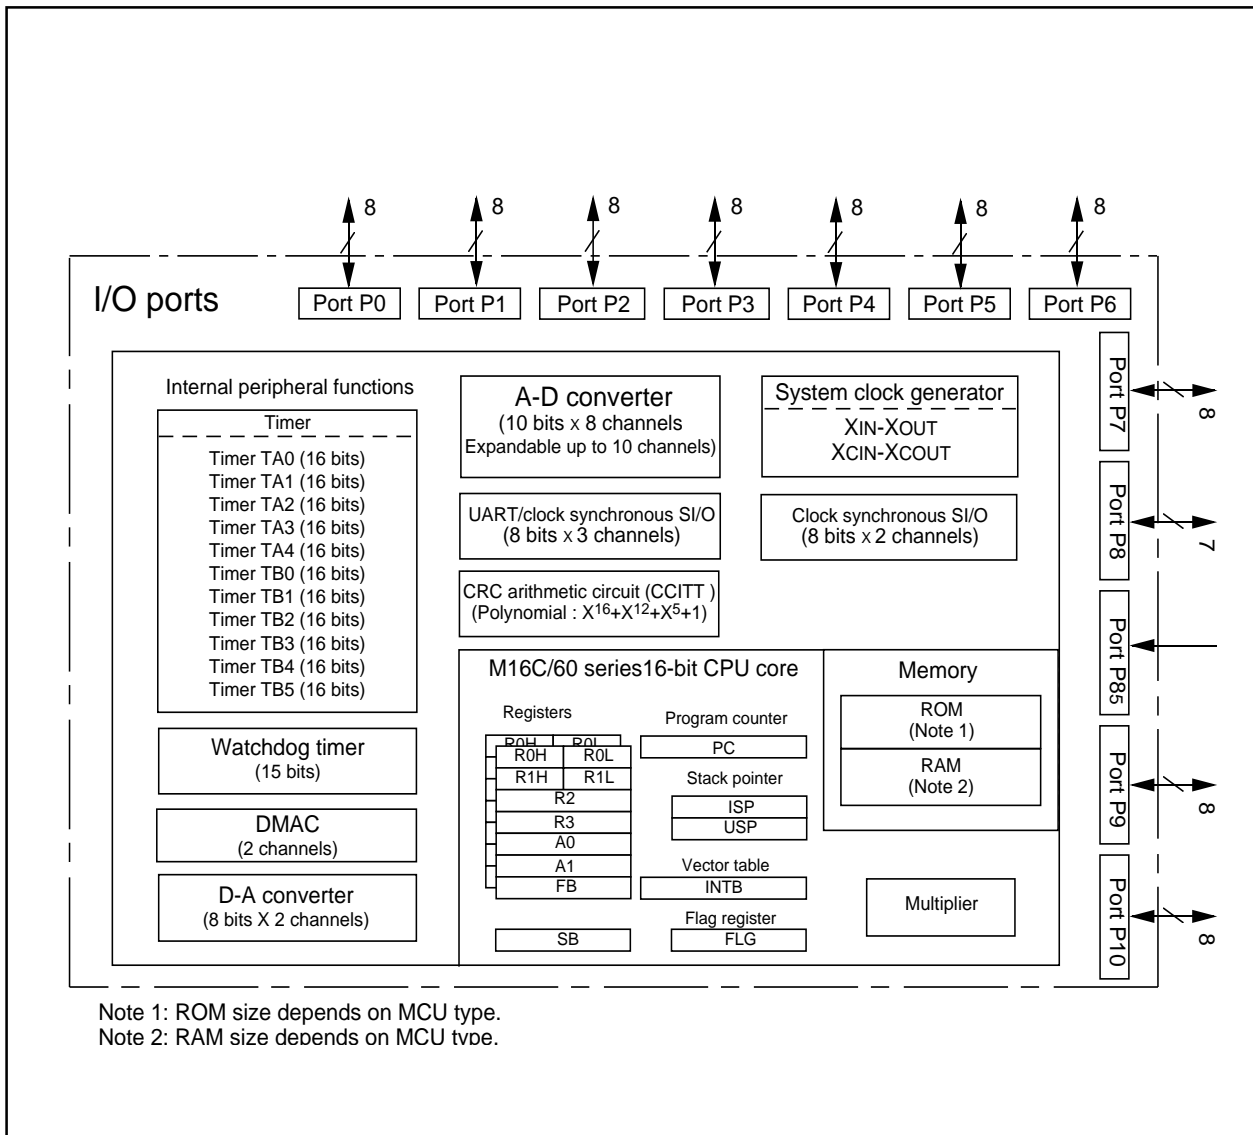 8 8 8 8 8 8 8
I/O ports
Port P0 Port P1 Port P2 Port P3 Port P4 Port P5 Port P6
Internal peripheral functions
Timer
Timer TA0 (16 bits)
Timer TA1 (16 bits)
Timer TA2 (16 bits)
Timer TA3 (16 bits)
Timer TA4 (16 bits)
Timer TB0 (16 bits)
Timer TB1 (16 bits)
Timer TB2 (16 bits)
Timer TB3 (16 bits)
Timer TB4 (16 bits)
Timer TB5 (16 bits)
Watchdog timer
(15 bits)
DMAC
(2 channels)
D-A converter
(8 bits X 2 channels)
A-D converter
(10 bits x 8 channels
Expandable up to 10 channels)
UART/clock synchronous SI/O
(8 bits x 3 channels)
CRC arithmetic circuit (CCITT )
(Polynomial : X16+X12+X5+1)
System clock generator
XIN-XOUT
XCIN-XCOUT
Clock synchronous SI/O
(8 bits x 2 channels)
M16C/60 series16-bit CPU core
Registers
R0H R0L
R0H R0L
R1H R1L
R2
R3
A0
A1
FB
SB
Program counter
PC
Stack pointer
ISP
USP
Vector table
INTB
Flag register
FLG
Memory
ROM
(Note 1)
RAM
(Note 2)
Multiplier
Port P7
8
Port P8
7
Port P85
Port P9
8
Port P10
8
Note 1: ROM size depends on MCU type.
Note 2: RAM size depends on MCU type.